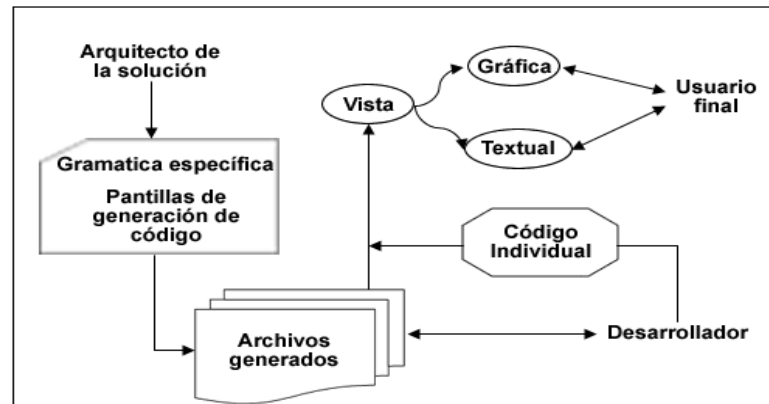 Arquitecto de
la solución
Gráfica
Vista
Usuario
final
Textual
Gramatica específica
Pantillas de
generación de
código
Código
Individual
Archivos
generados
Desarrollador